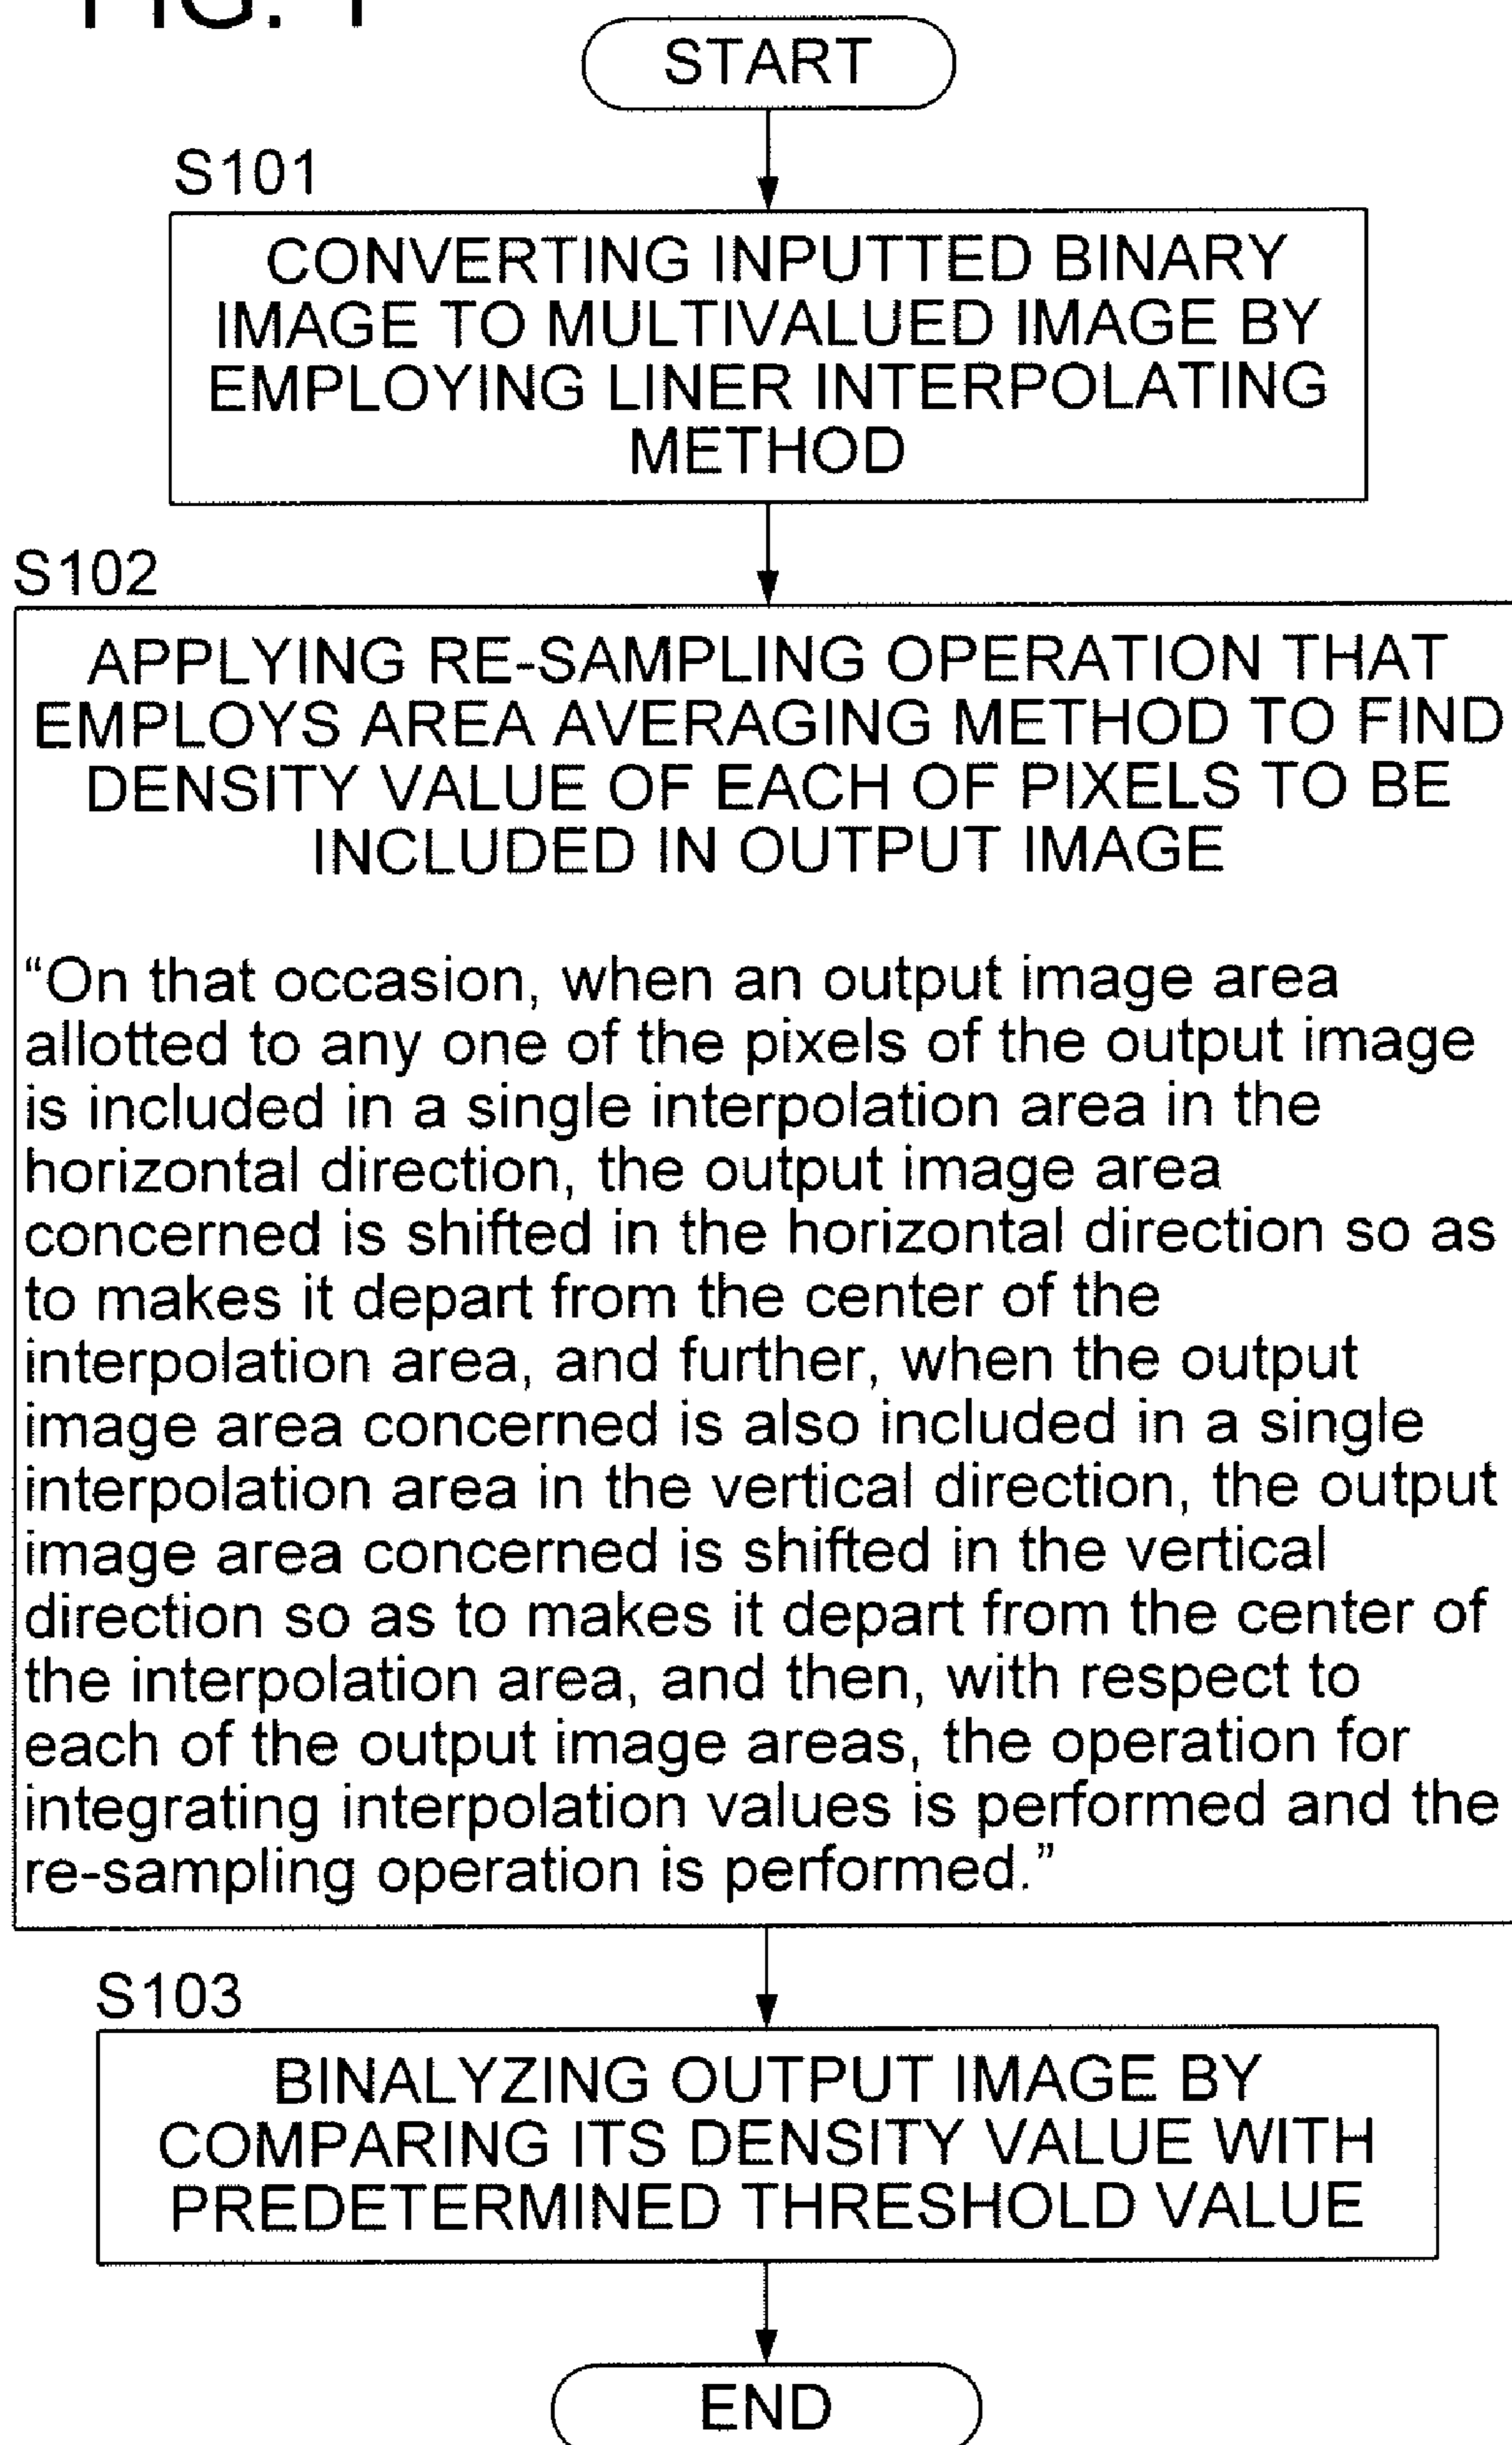 FIG. 1
START
S101
CONVERTING INPUTTED BINARY
IMAGE TO MULTIVALUED IMAGE BY
EMPLOYING LINER INTERPOLATING
METHOD
S102
APPLYING RE-SAMPLING OPERATION THAT
EMPLOYS AREA AVERAGING METHOD TO FIND
DENSITY VALUE OF EACH OF PIXELS TO BE
INCLUDED IN OUTPUT IMAGE
“On that occasion, when an output image area
allotted to any one of the pixels of the output image
is included in a single interpolation area in the
horizontal direction, the output image area
concerned is shifted in the horizontal direction so as
to makes it depart from the center of the
interpolation area, and further, when the output
image area concerned is also included in a single
interpolation area in the vertical direction, the output
image area concerned is shifted in the vertical
direction so as to makes it depart from the center of
the interpolation area, and then, with respect to
each of the output image areas, the operation for
integrating interpolation values is performed and the
re-sampling operation is performed.”
S103
BINALYZING OUTPUT IMAGE BY
COMPARING ITS DENSITY VALUE WITH
PREDETERMINED THRESHOLD VALUE
END